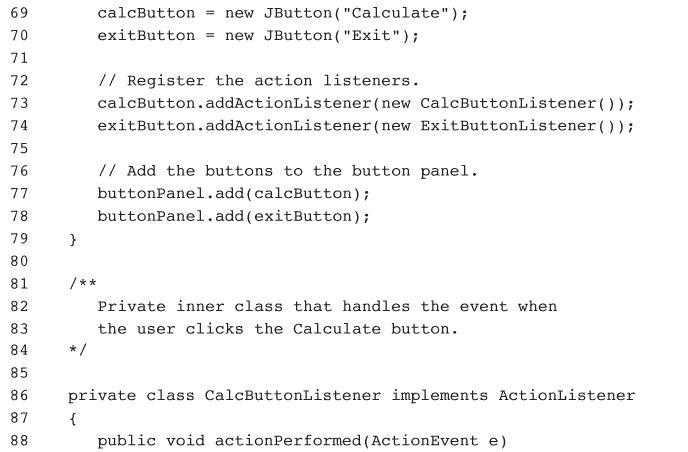 69 calcButton = new JButton("Calculate");
70 exitButton = new JButton("Exit");
71
72 // Register the action listeners.
73 calcButton.addActionListener(new CalcButtonListener());
74 exitButton.addActionListener(new ExitButtonListener());
75
76 // Add the buttons to the button panel.
77 buttonPanel.add(calcButton);
78 buttonPanel.add(exitButton);
79 }
80
81 /**
82 Private inner class that handles the event when
83 the user clicks the Calculate button.
84 */
85
86 private class CalcButtonListener implements ActionListener
87 {
88 public void actionPerformed(ActionEvent e)